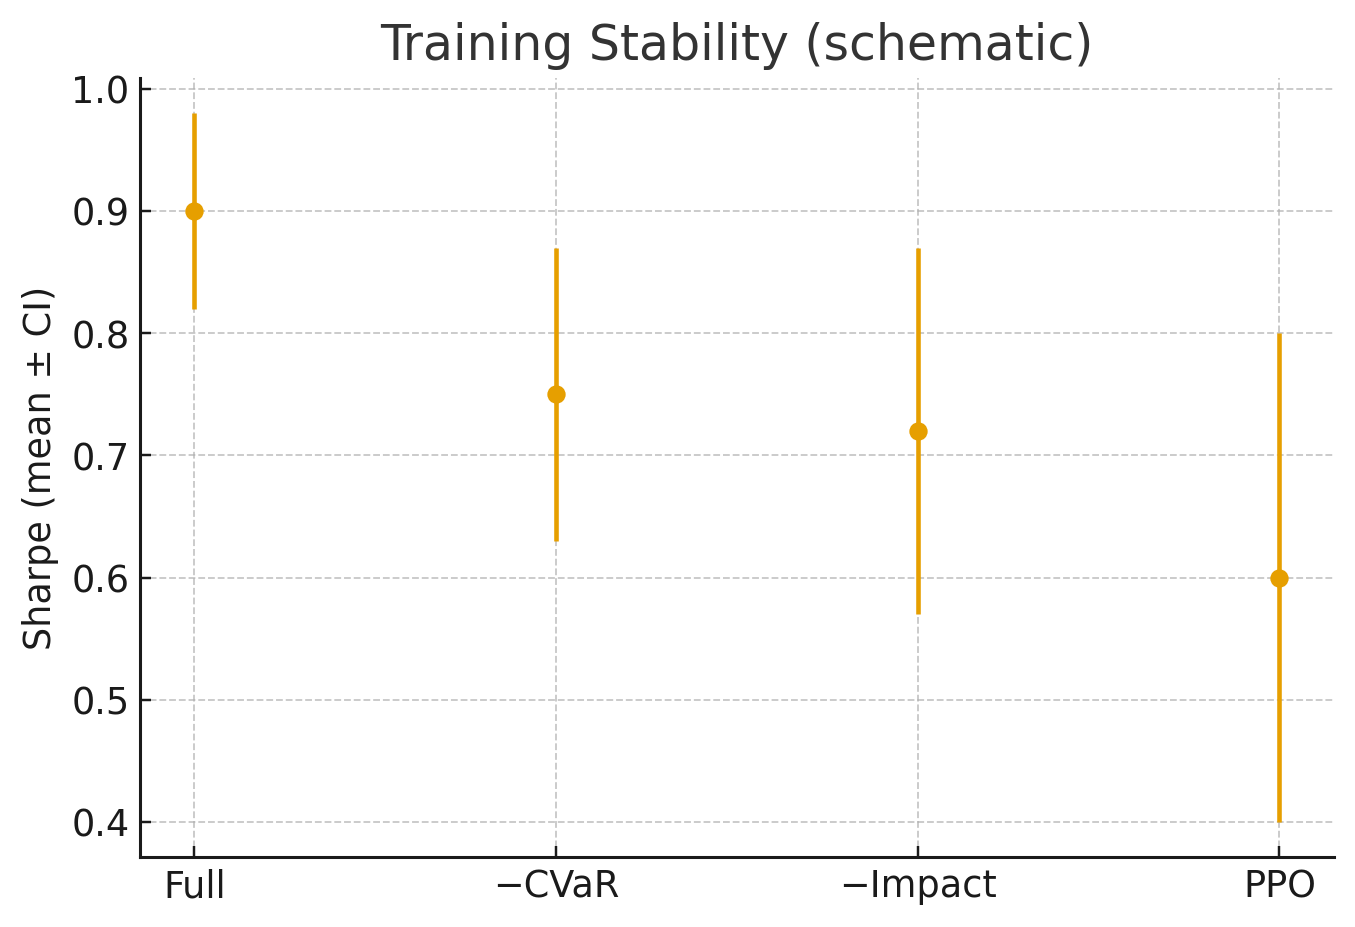 Training Stability (schematic)
Sharpe (mean ± CI)
1.0
0.9
0.8
0.7
0.6
0.5
0.4
Full
−CVaR
−Impact
PPO